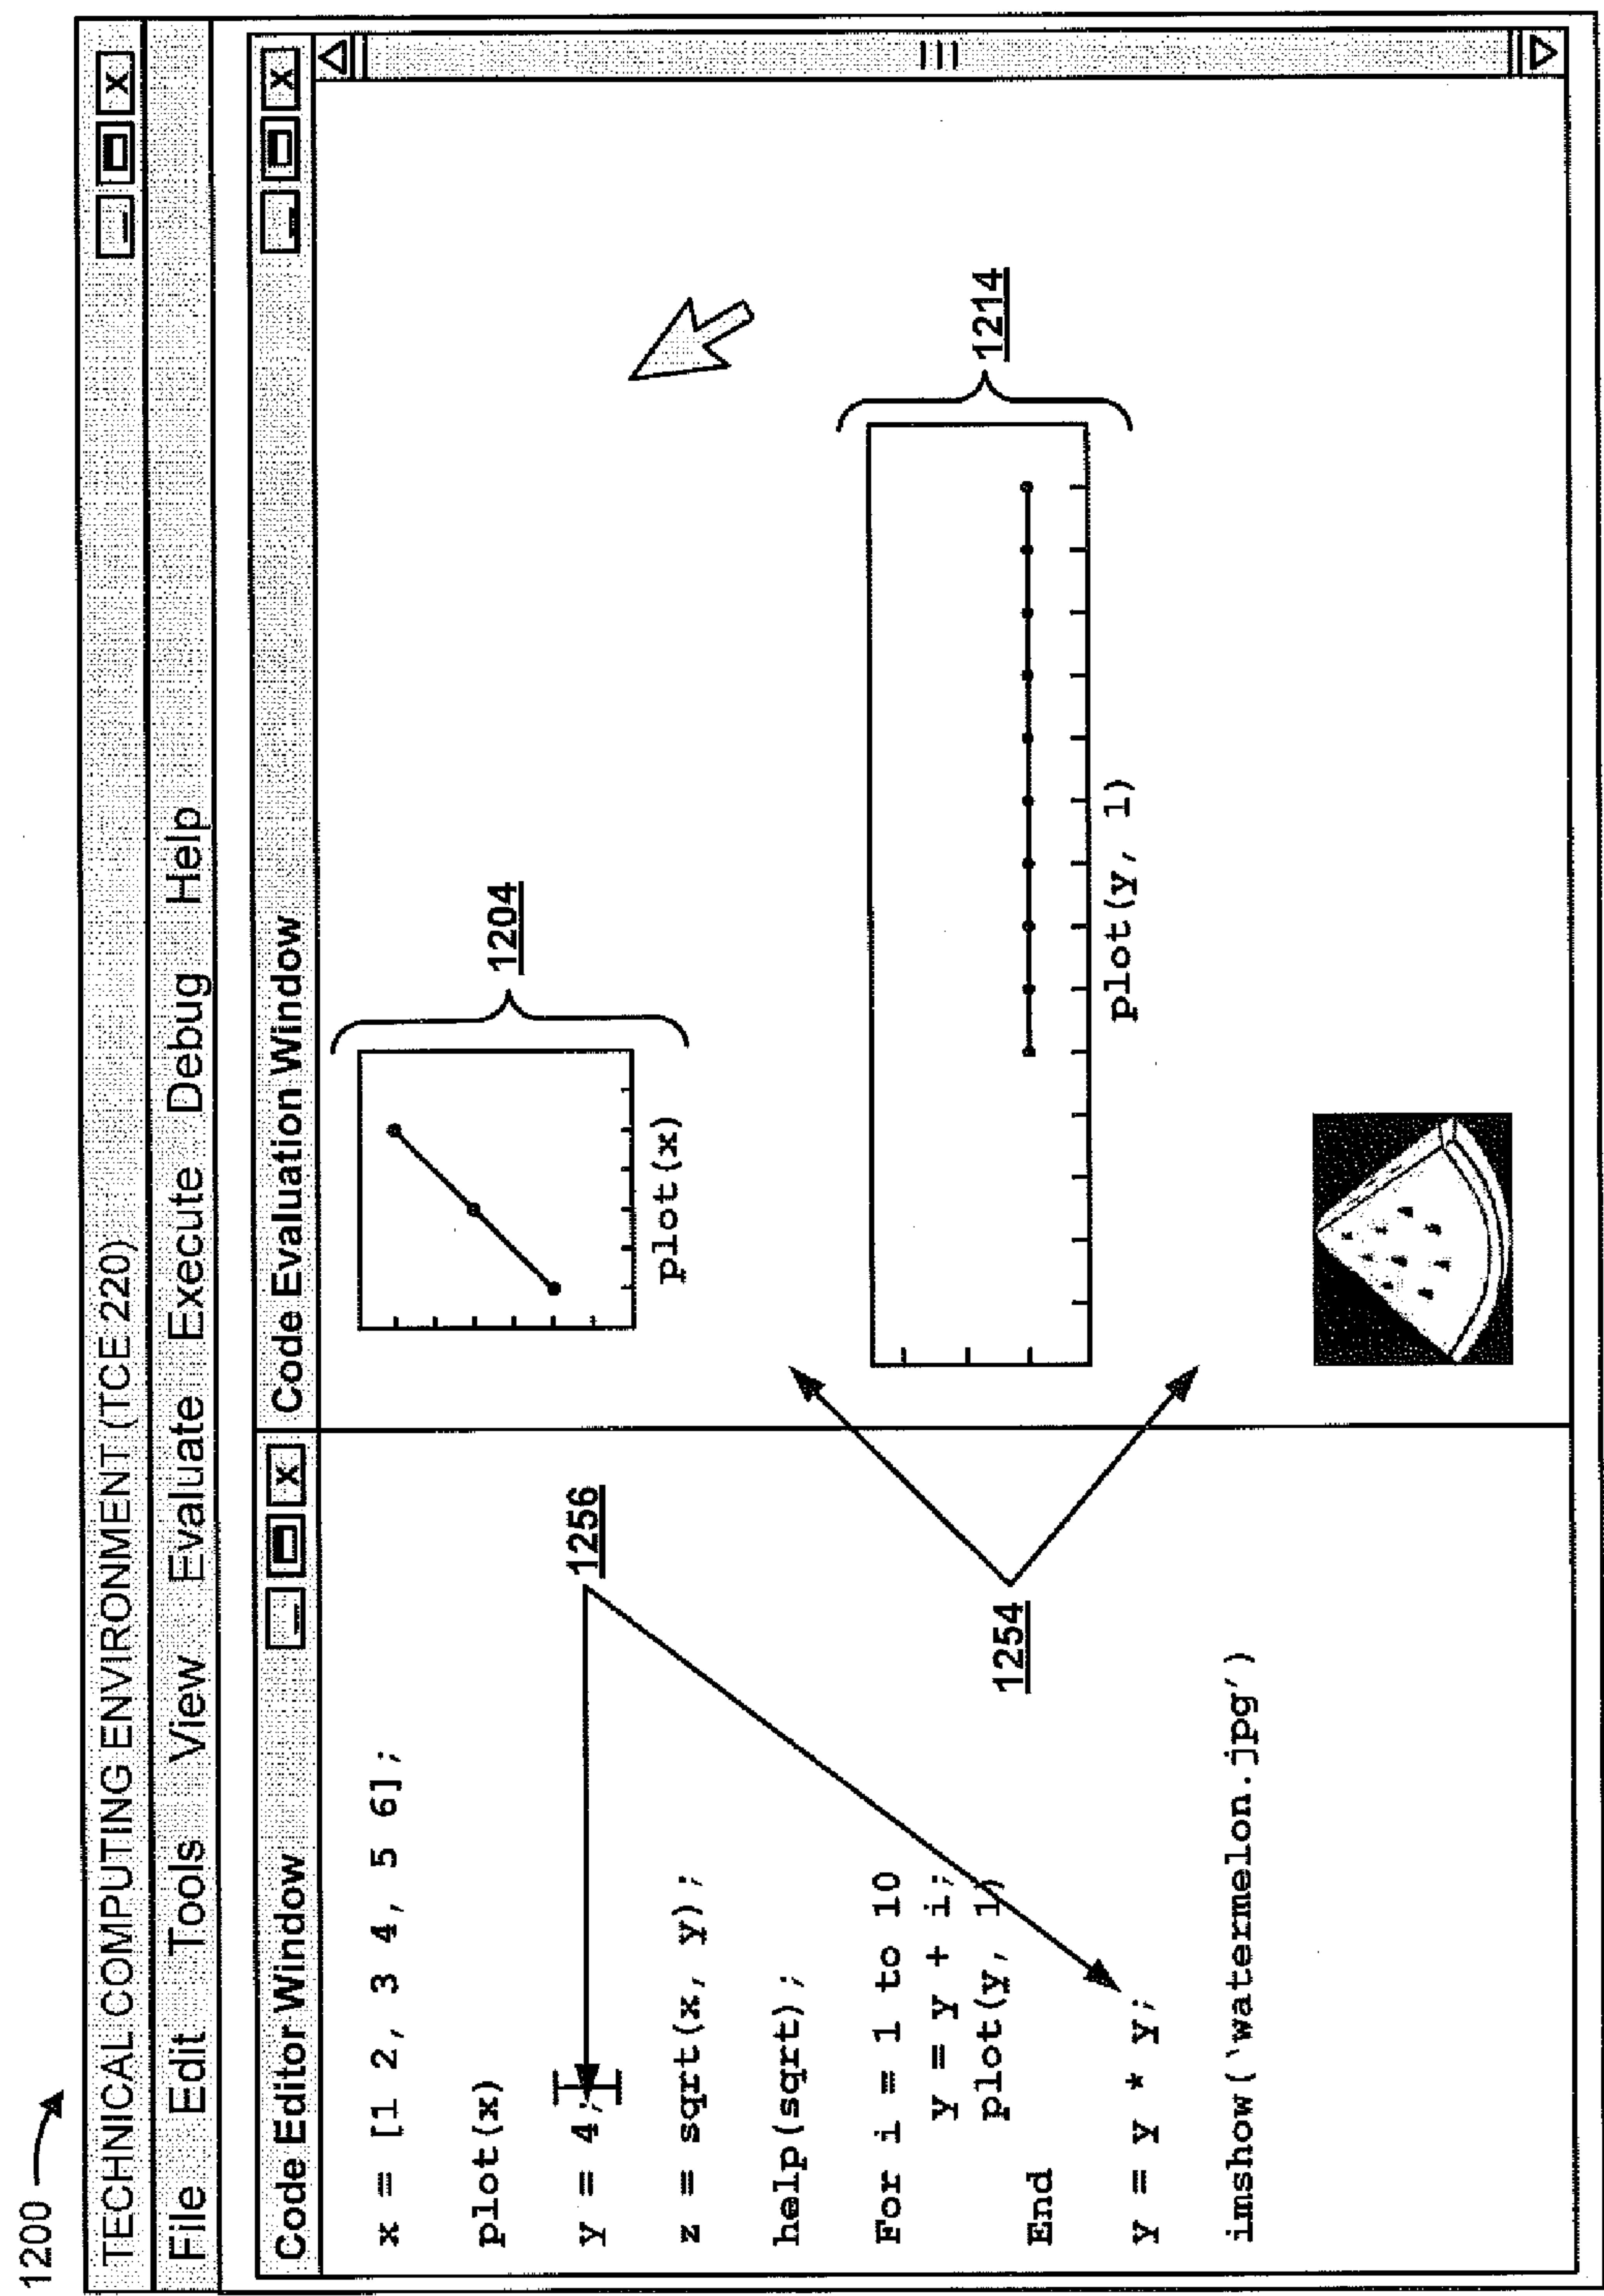 1200
TECHNICAL COMPUTING ENVIRONMENT (TCE 220)
File Edit Tools View Evaluate Execute Debug Help
Code Editor Window
x = [1 2, 3 4, 5 6];
plot(x)
y = 4;
1256
z = sqrt(x, y);
help(sqrt);
For i = 1 to 10
y = y + i;
plot(y, 1)
End
y = y * y;
imshow('watermelon.jpg')
1254
Code Evaluation Window
plot(x)
1204
plot(y, 1)
1214